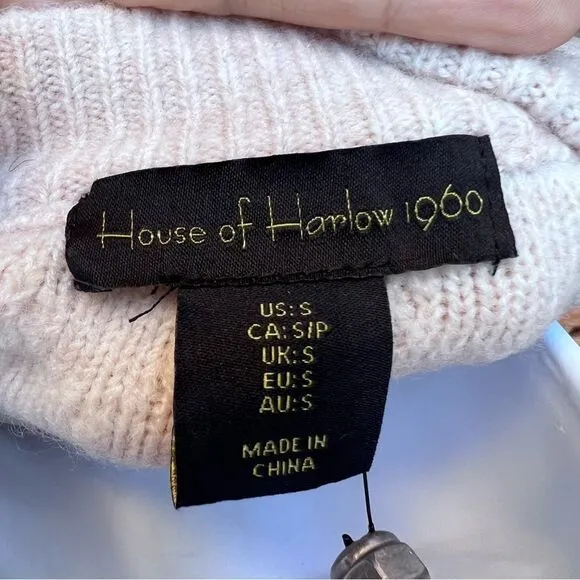 House of Harlow 1960
US: S
CA: S/P
UK: S
EU: S
AU: S
MADE IN
CHINA